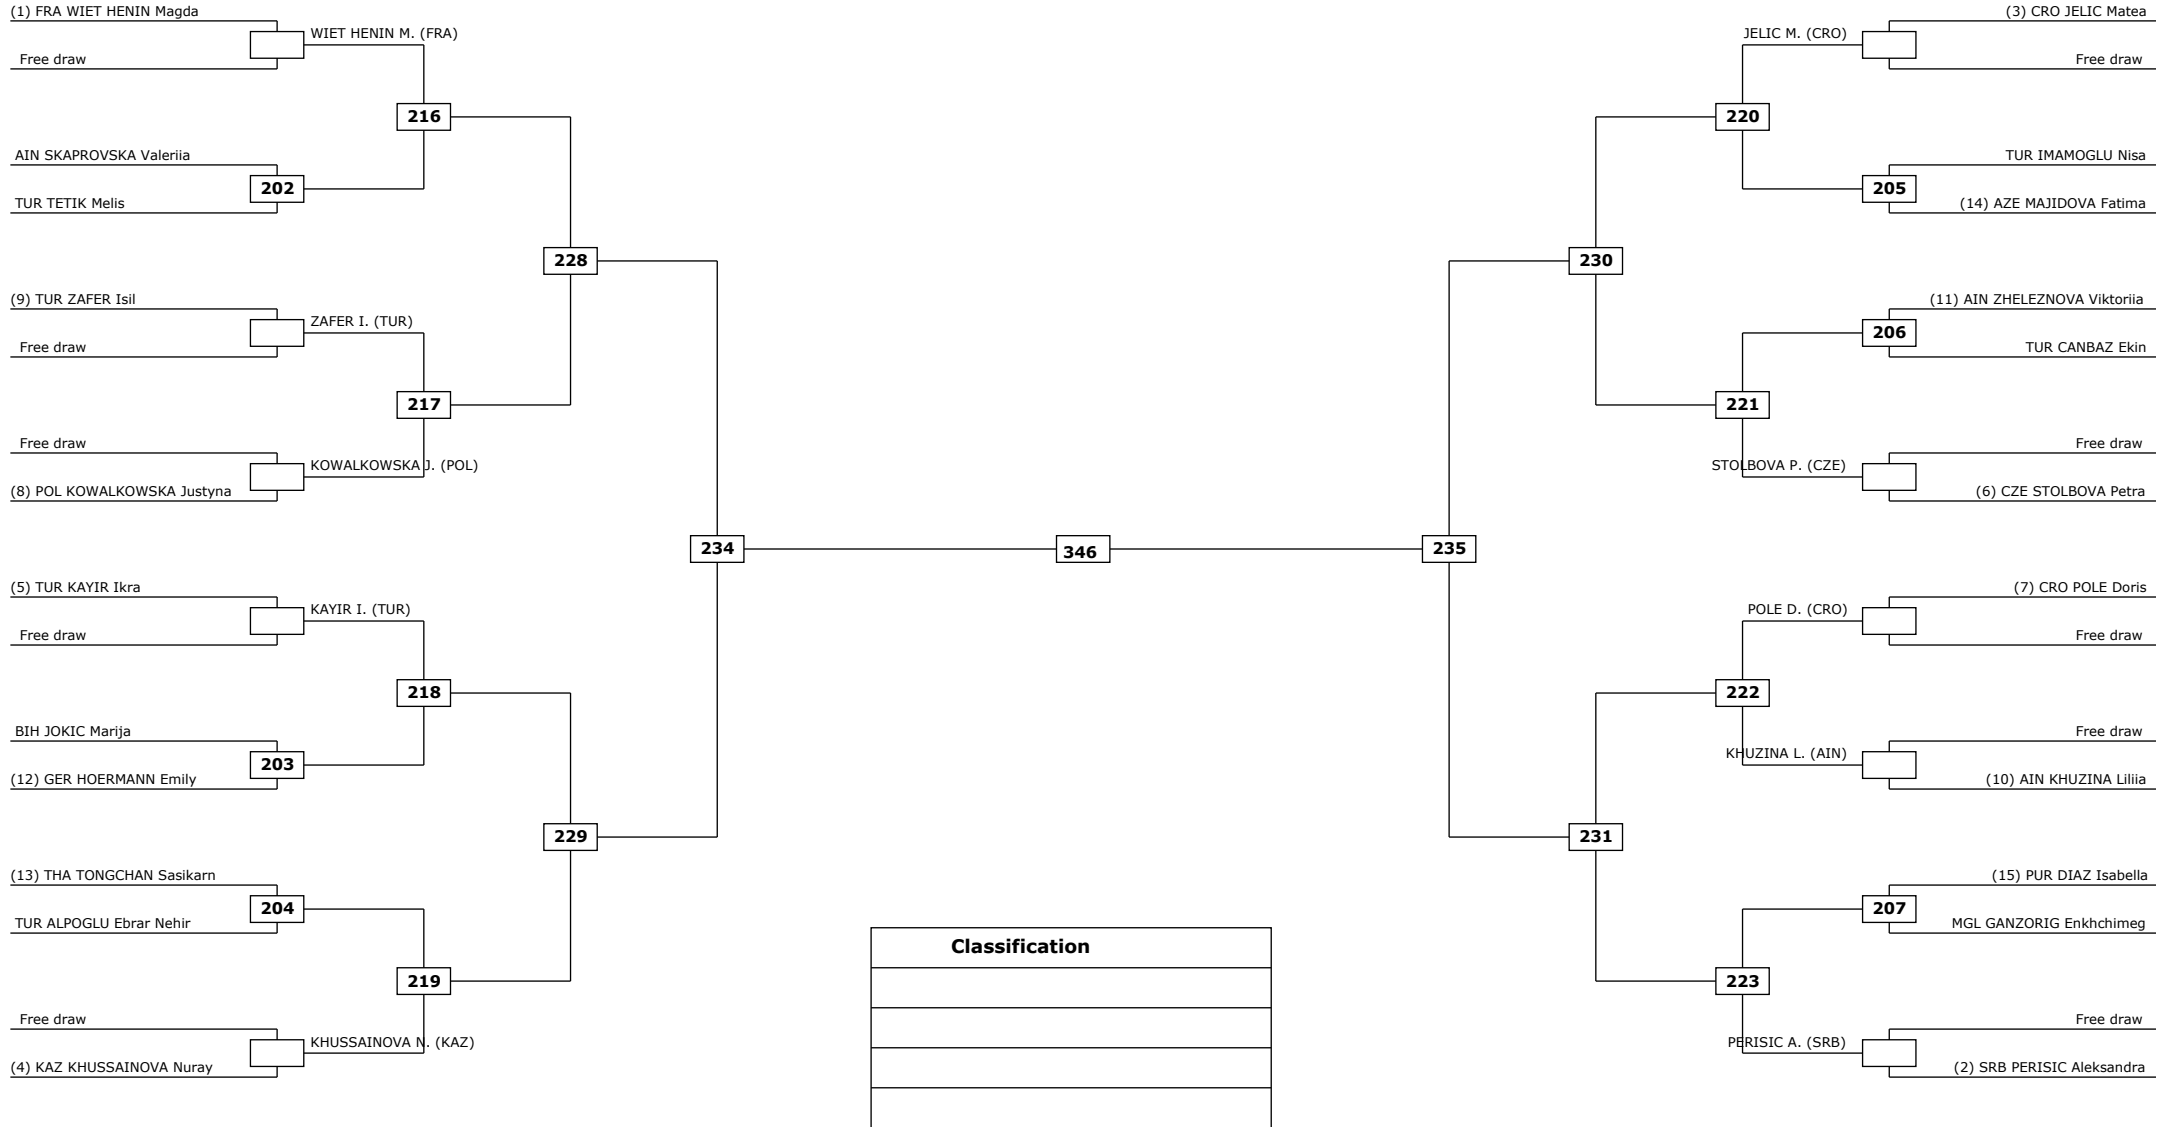 (1) FRA WIET HENIN Magda
WIET HENIN M. (FRA)
Free draw
216
AIN SKAPROVSKA Valeriia
202
TUR TETIK Melis
228
(9) TUR ZAFER Isil
ZAFER I. (TUR)
Free draw
217
Free draw
KOWALKOWSKA J. (POL)
(8) POL KOWALKOWSKA Justyna
234
(5) TUR KAYIR Ikra
KAYIR I. (TUR)
Free draw
218
BIH JOKIC Marija
203
(12) GER HOERMANN Emily
229
(13) THA TONGCHAN Sasikarn
204
TUR ALPOGLU Ebrar Nehir
219
Free draw
KHUSSAINOVA N. (KAZ)
(4) KAZ KHUSSAINOVA Nuray
346
Classification
(3) CRO JELIC Matea
JELIC M. (CRO)
Free draw
220
TUR IMAMOGLU Nisa
205
(14) AZE MAJIDOVA Fatima
230
(11) AIN ZHELEZNOVA Viktoriia
206
TUR CANBAZ Ekin
221
Free draw
STOLBOVA P. (CZE)
(6) CZE STOLBOVA Petra
235
(7) CRO POLE Doris
POLE D. (CRO)
Free draw
222
Free draw
KHUZINA L. (AIN)
(10) AIN KHUZINA Liliia
231
(15) PUR DIAZ Isabella
207
MGL GANZORIG Enkhchimeg
223
Free draw
PERISIC A. (SRB)
(2) SRB PERISIC Aleksandra